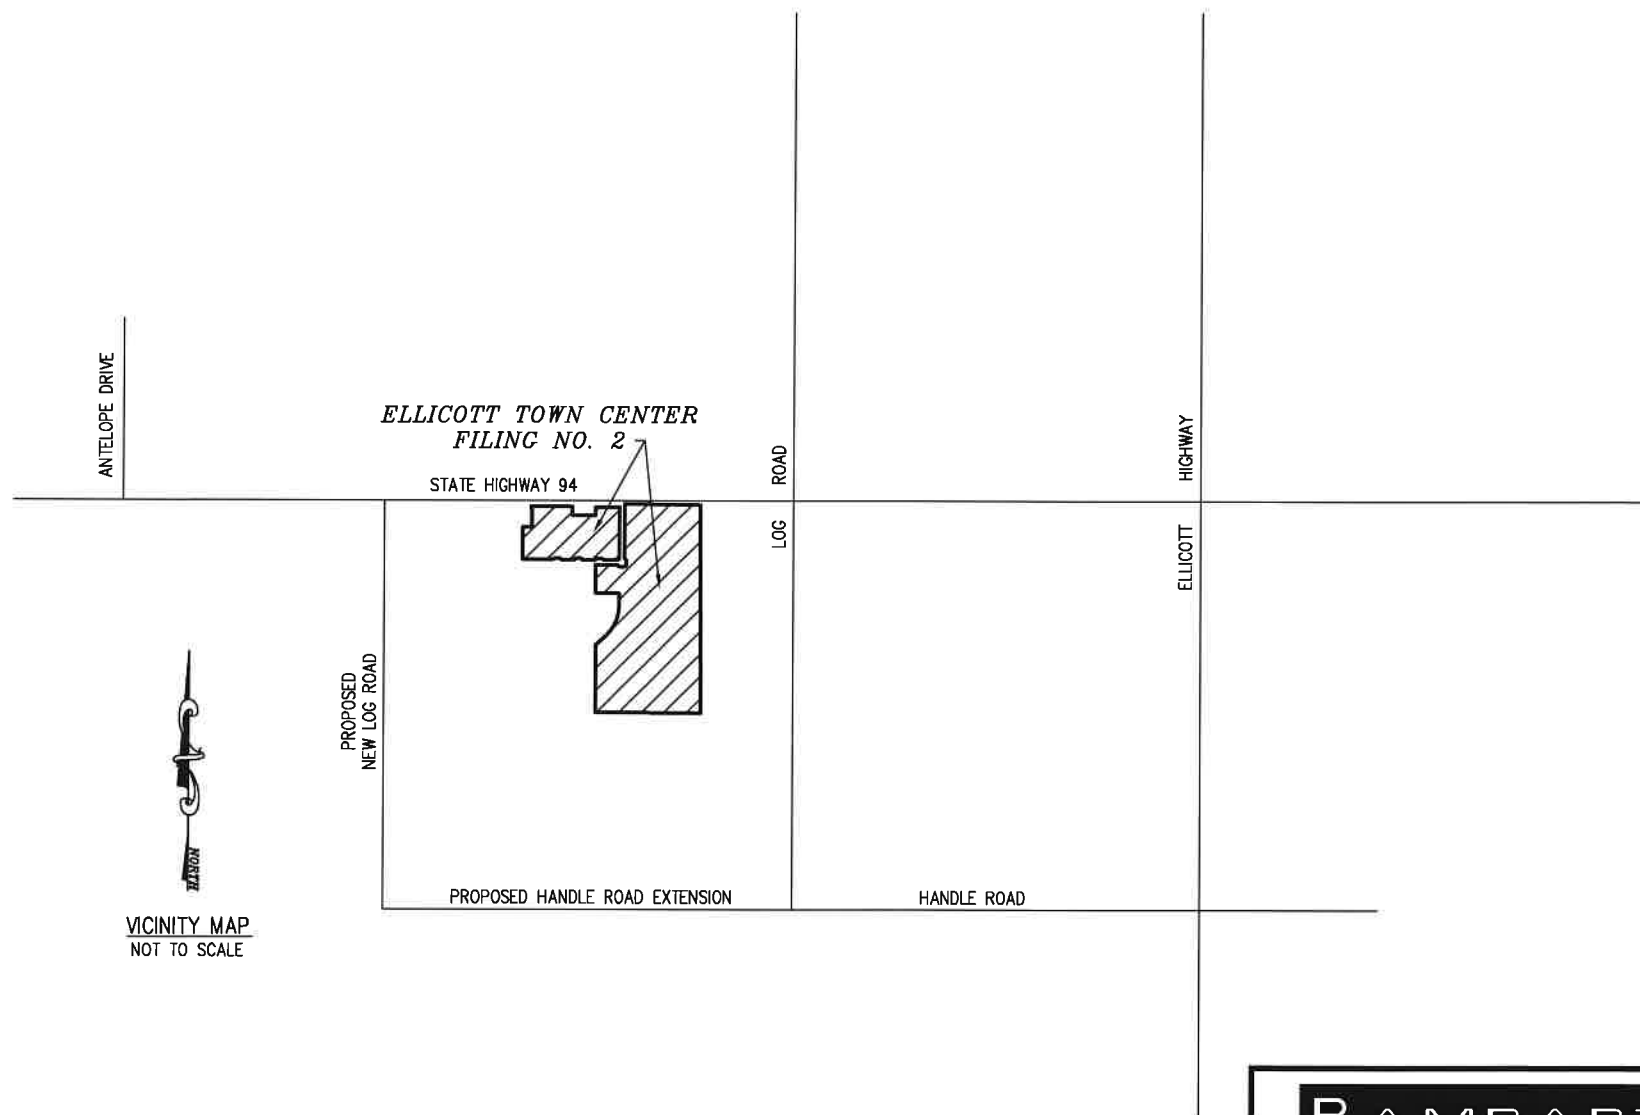 ANTELOPE DRIVE
ELLICOTT TOWN CENTER
FILING NO. 2
STATE HIGHWAY 94
LOG ROAD
ELLICOTT HIGHWAY
PROPOSED
NEW LOG ROAD
NORTH
PROPOSED HANDLE ROAD EXTENSION
HANDLE ROAD
VICINITY MAP
NOT TO SCALE